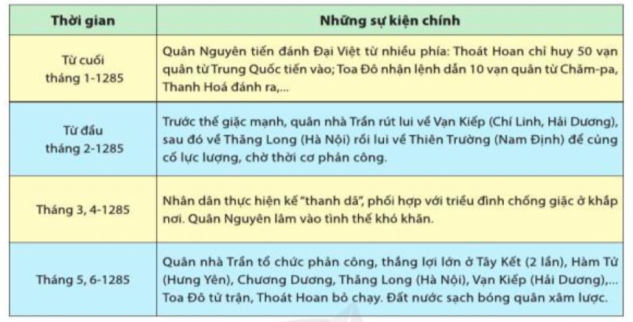 Thời gian
Những sự kiện chính
Từ cuối
tháng 1-1285
Quân Nguyên tiến đánh Đại Việt từ nhiều phía: Thoát Hoan chỉ huy 50 vạn
quân từ Trung Quốc tiến vào; Toa Đô nhận lệnh dẫn 10 vạn quân từ Chăm-pa,
Thanh Hoá đánh ra,...
Từ đầu
tháng 2-1285
Trước thế giặc mạnh, quân nhà Trần rút lui về Vạn Kiếp (Chí Linh, Hải Dương),
sau đó về Thăng Long (Hà Nội) rồi lui về Thiên Trường (Nam Định) để củng
cố lực lượng, chờ thời cơ phản công.
Tháng 3, 4-1285
Nhân dân thực hiện kế “thanh dã”, phối hợp với triều đình chống giặc ở khắp
nơi. Quân Nguyên lâm vào tình thế khó khăn.
Tháng 5, 6-1285
Quân nhà Trần tổ chức phản công, thắng lợi lớn ở Tây Kết (2 lần), Hàm Tử
(Hưng Yên), Chương Dương, Thăng Long (Hà Nội), Vạn Kiếp (Hải Dương),...
Toa Đô tử trận, Thoát Hoan bỏ chạy. Đất nước sạch bóng quân xâm lược.